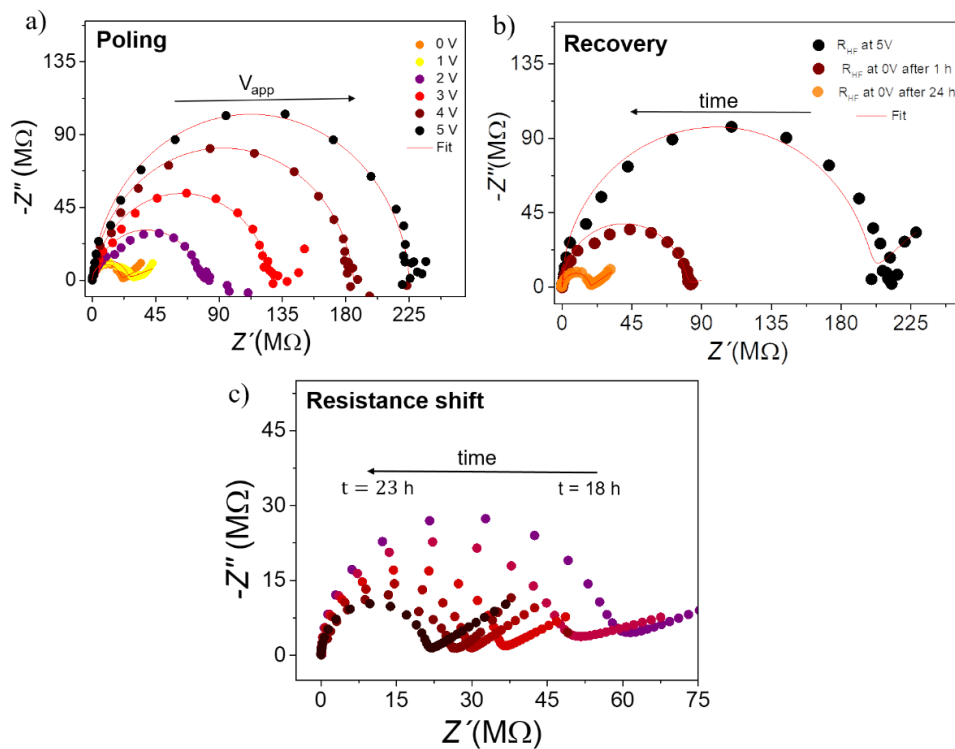 a)
Poling
0 V
1 V
2 V
3 V
4 V
5 V
Fit
V_app
135
90
45
0
-Z″ (MΩ)
0 45 90 135 180 225
Z′(MΩ)
b)
Recovery
R_HF at 5V
R_HF at 0V after 1 h
R_HF at 0V after 24 h
Fit
time
135
90
45
0
-Z″(MΩ)
0 45 90 135 180 225
Z′(MΩ)
c)
Resistance shift
time
t = 23 h t = 18 h
45
30
15
0
-Z″ (MΩ)
0 15 30 45 60 75
Z′(MΩ)